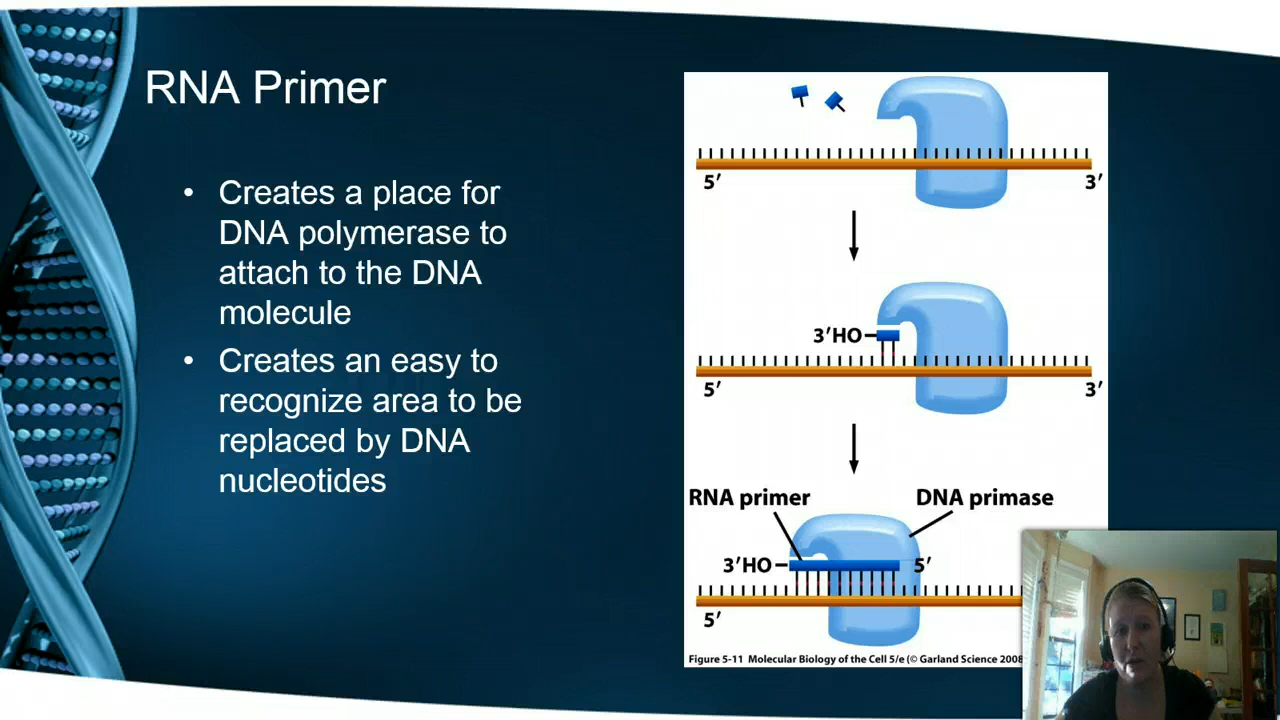 RNA Primer
• Creates a place for
DNA polymerase to
attach to the DNA
molecule
• Creates an easy to
recognize area to be
replaced by DNA
nucleotides
5′ 3′
3′HO
5′ 3′
RNA primer DNA primase
3′HO 5′
5′
Figure 5-11 Molecular Biology of the Cell 5/e (© Garland Science 2008